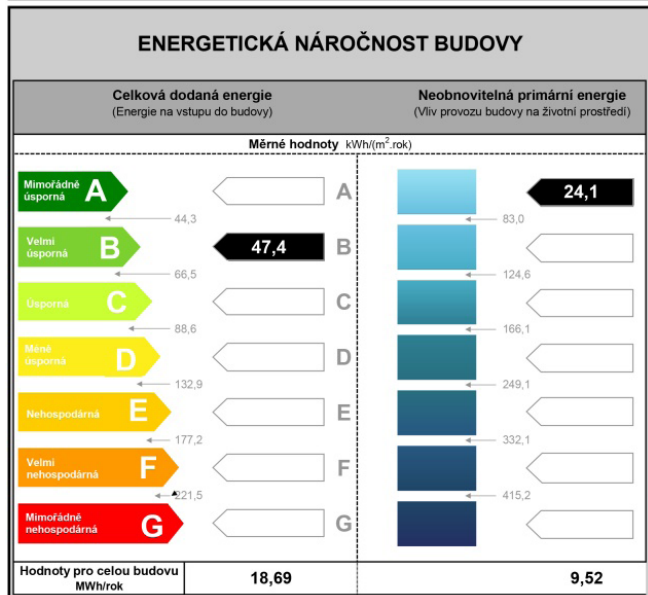 ENERGETICKÁ NÁROČNOST BUDOVY
Celková dodaná energie
(Energie na vstupu do budovy)
Neobnovitelná primární energie
(Vliv provozu budovy na životní prostředí)
Měrné hodnoty kWh/(m².rok)
Mimořádně
úsporná
A
A
24,1
44,3
83,0
Velmi
úsporná
B
47,4
B
66,5
124,6
Úsporná
C
C
88,6
166,1
Méně
úsporná
D
D
132,9
249,1
Nehospodárná
E
E
177,2
332,1
Velmi
nehospodárná
F
F
221,5
415,2
Mimořádně
nehospodárná
G
G
Hodnoty pro celou budovu
MWh/rok
18,69
9,52